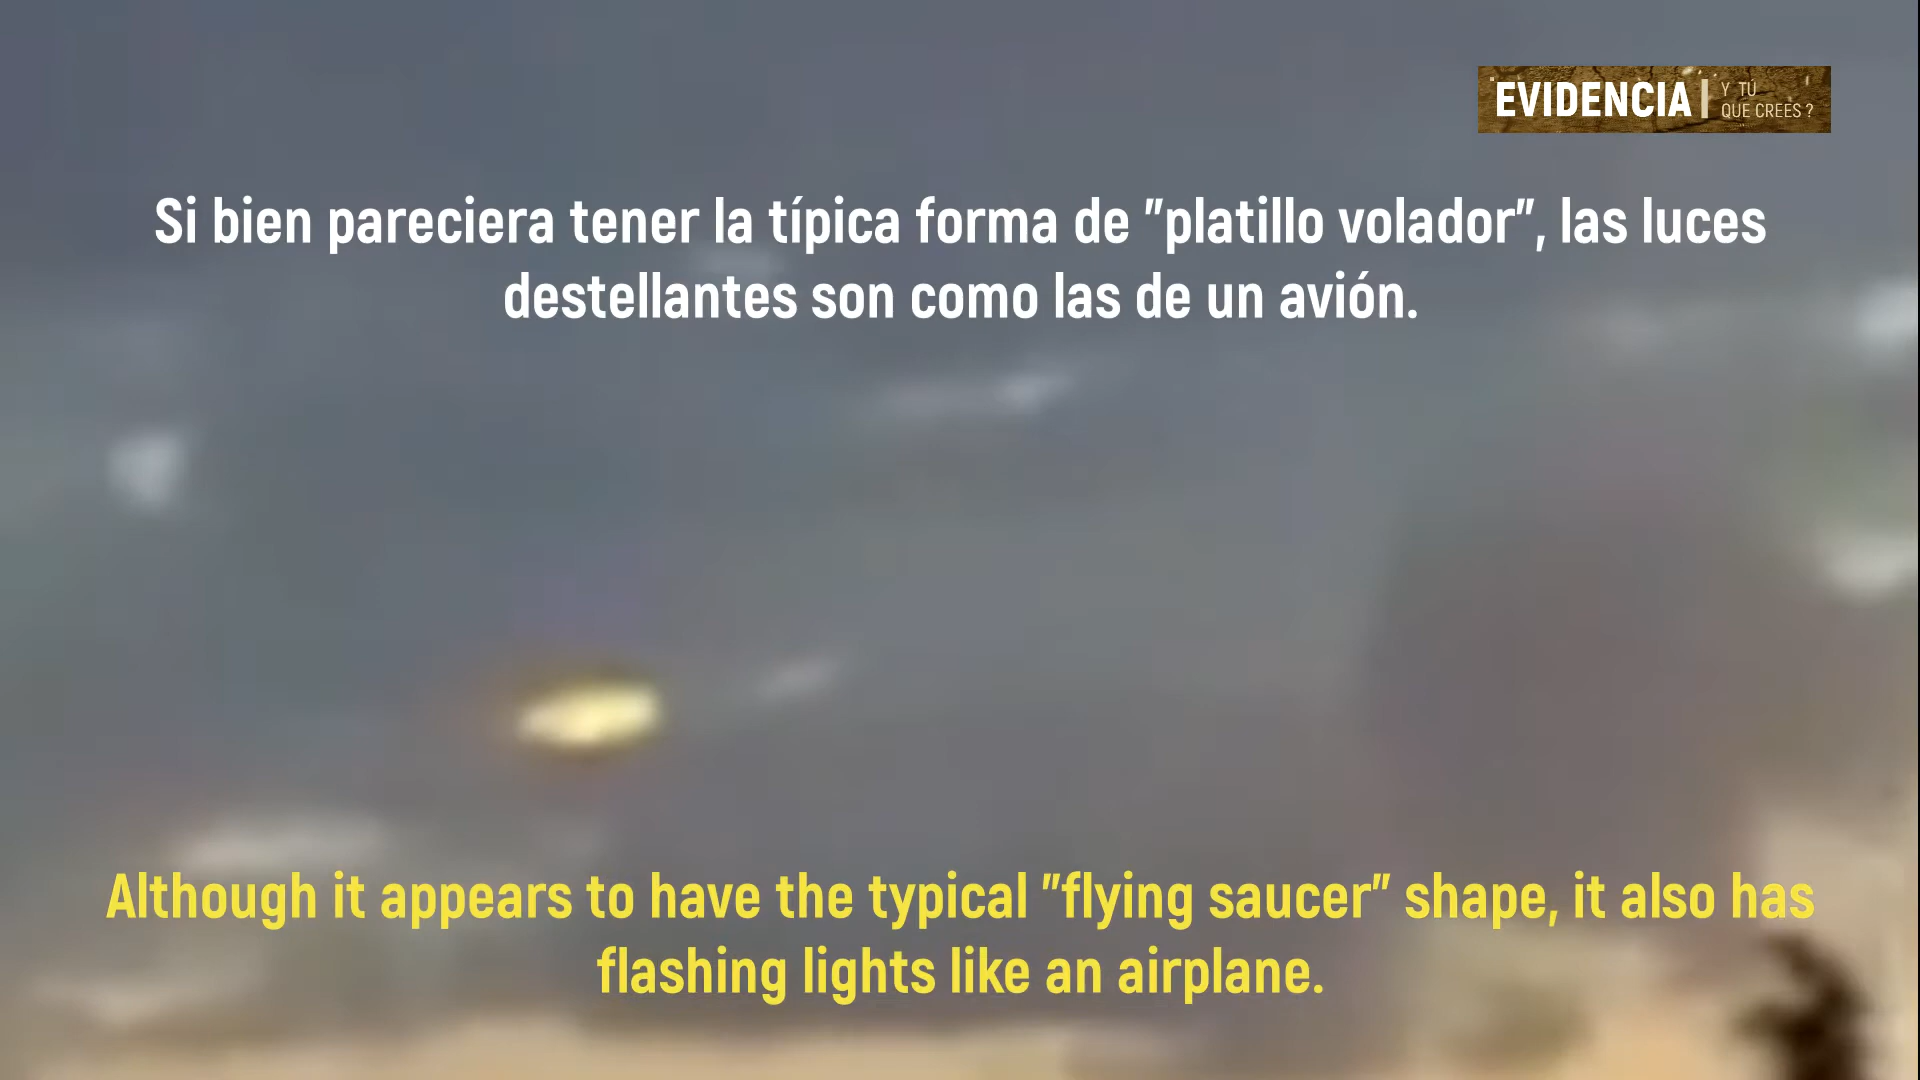 EVIDENCIA
Y TÚ
QUE CREES ?
Si bien pareciera tener la típica forma de "platillo volador", las luces
destellantes son como las de un avión.
Although it appears to have the typical "flying saucer" shape, it also has
flashing lights like an airplane.